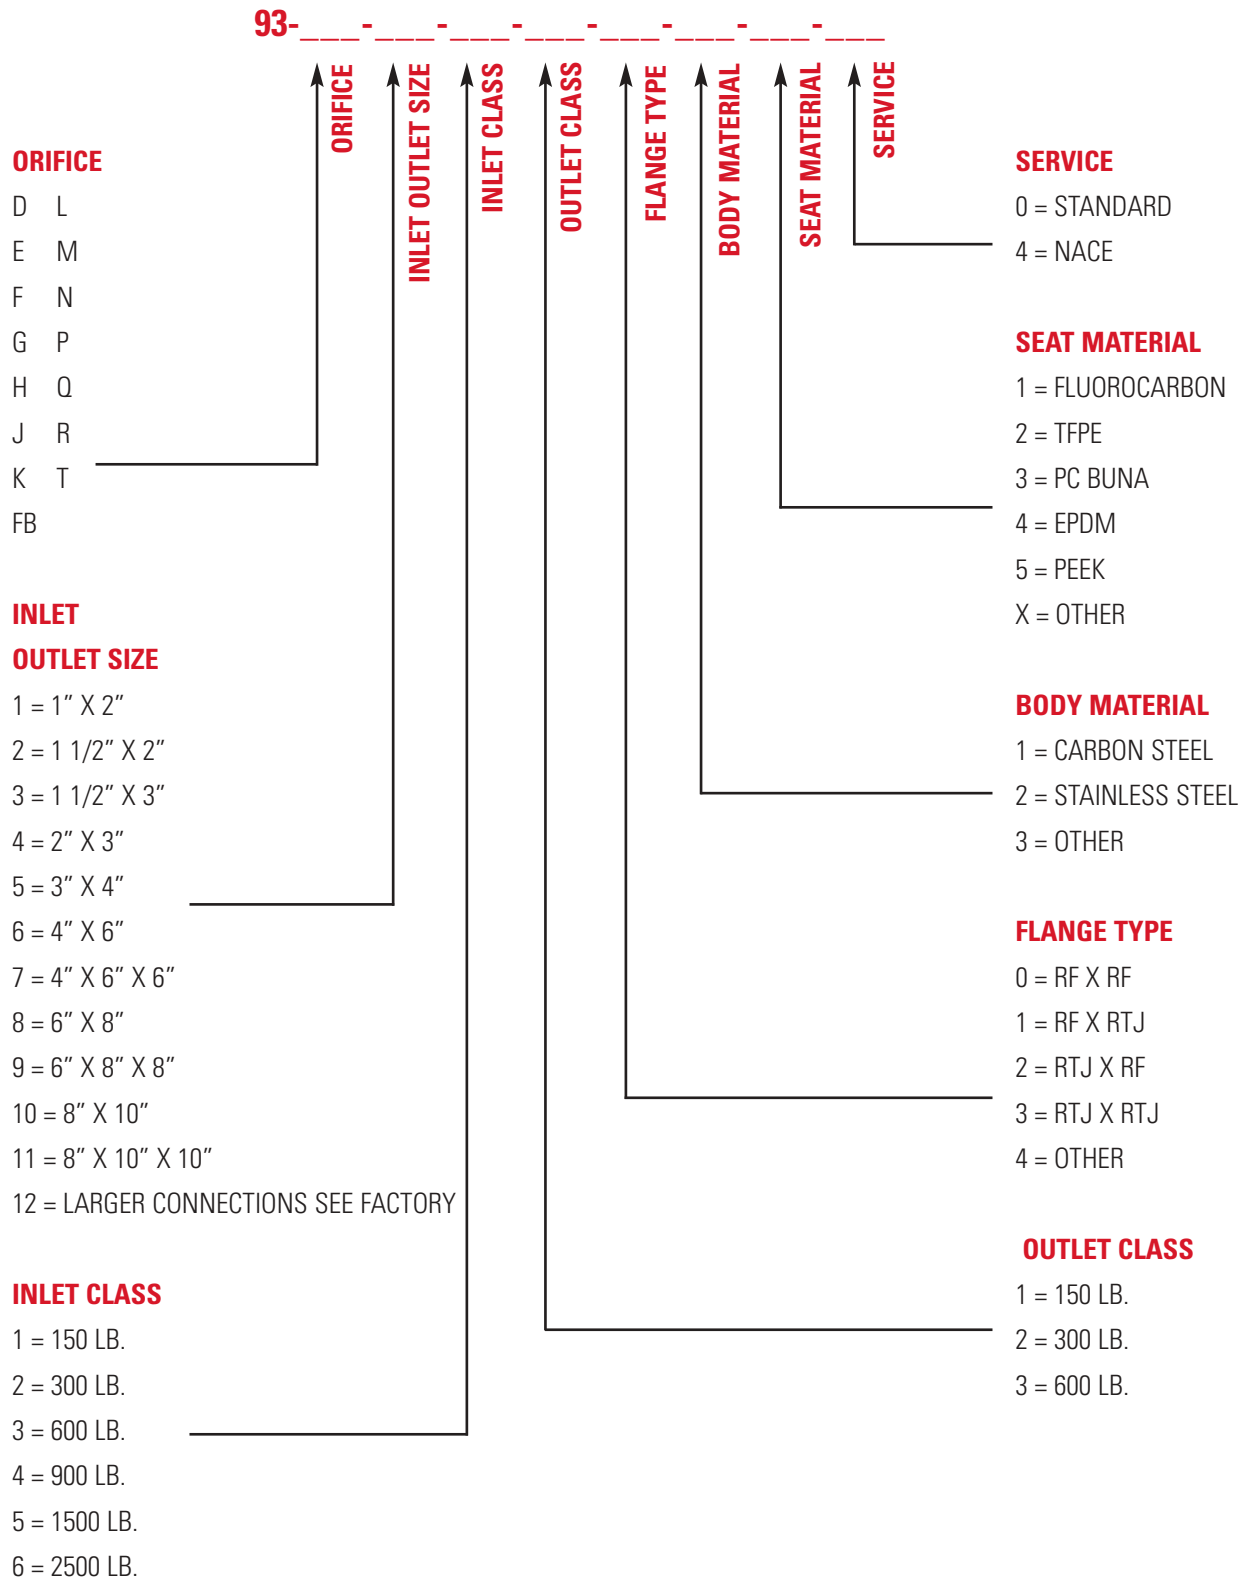 93-___-___-___-___-___-___-___-___
ORIFICE
INLET OUTLET SIZE
INLET CLASS
OUTLET CLASS
FLANGE TYPE
BODY MATERIAL
SEAT MATERIAL
SERVICE
ORIFICE
D L
E M
F N
G P
H Q
J R
K T
FB
INLET
OUTLET SIZE
1 = 1” X 2”
2 = 1 1/2” X 2”
3 = 1 1/2” X 3”
4 = 2” X 3”
5 = 3” X 4”
6 = 4” X 6”
7 = 4” X 6” X 6”
8 = 6” X 8”
9 = 6” X 8” X 8”
10 = 8” X 10”
11 = 8” X 10” X 10”
12 = LARGER CONNECTIONS SEE FACTORY
INLET CLASS
1 = 150 LB.
2 = 300 LB.
3 = 600 LB.
4 = 900 LB.
5 = 1500 LB.
6 = 2500 LB.
SERVICE
0 = STANDARD
4 = NACE
SEAT MATERIAL
1 = FLUOROCARBON
2 = TFPE
3 = PC BUNA
4 = EPDM
5 = PEEK
X = OTHER
BODY MATERIAL
1 = CARBON STEEL
2 = STAINLESS STEEL
3 = OTHER
FLANGE TYPE
0 = RF X RF
1 = RF X RTJ
2 = RTJ X RF
3 = RTJ X RTJ
4 = OTHER
OUTLET CLASS
1 = 150 LB.
2 = 300 LB.
3 = 600 LB.